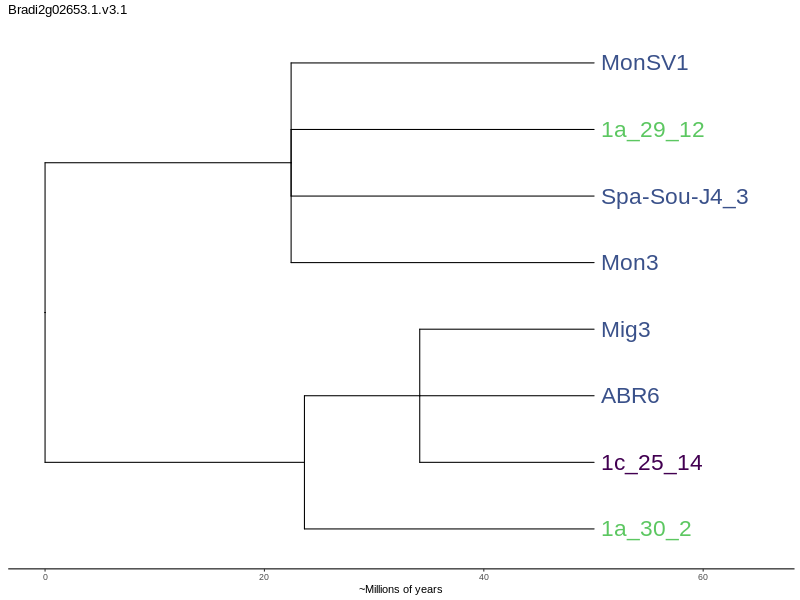 Bradi2g02653.1.v3.1
MonSV1
1a_29_12
Spa-Sou-J4_3
Mon3
Mig3
ABR6
1c_25_14
1a_30_2
0 20 40 60
~Millions of years